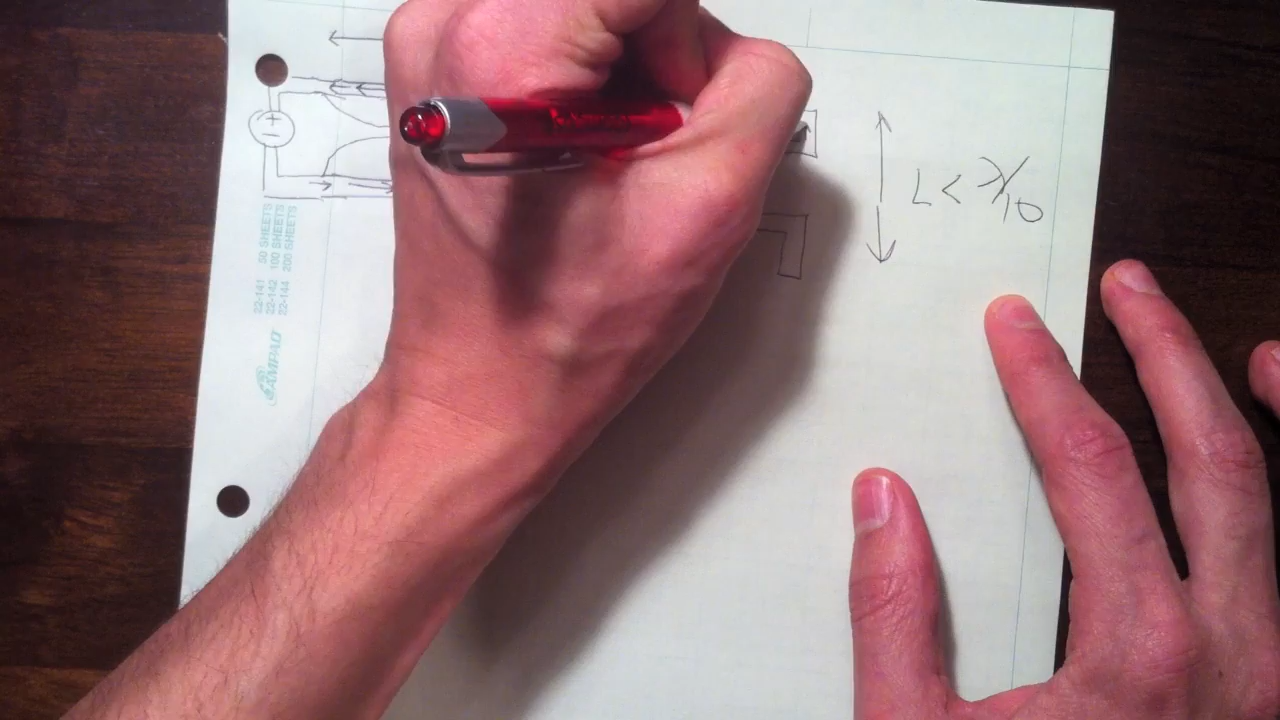 +
L < λ/10
22-141 50 SHEETS
22-142 100 SHEETS
22-144 200 SHEETS
AMPAD